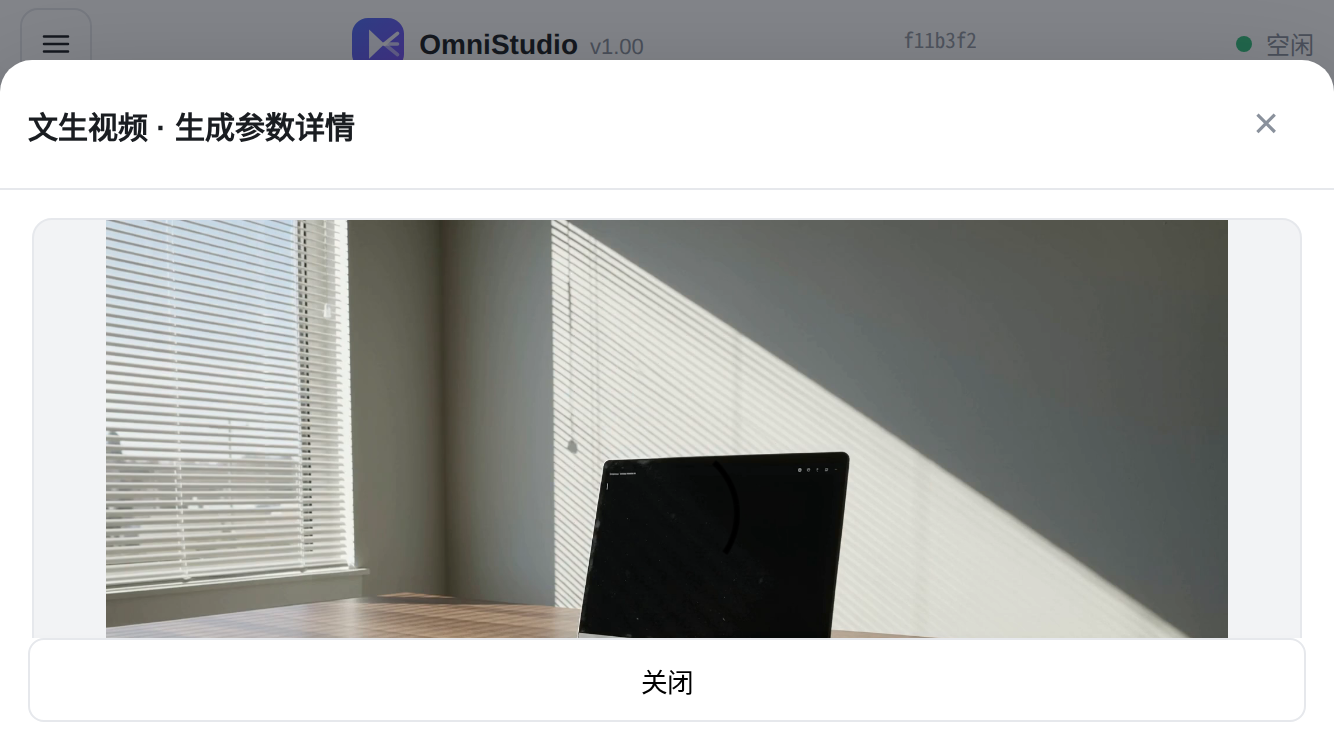 OmniStudio v1.00
f11b3f2
空闲
文生视频 · 生成参数详情
关闭